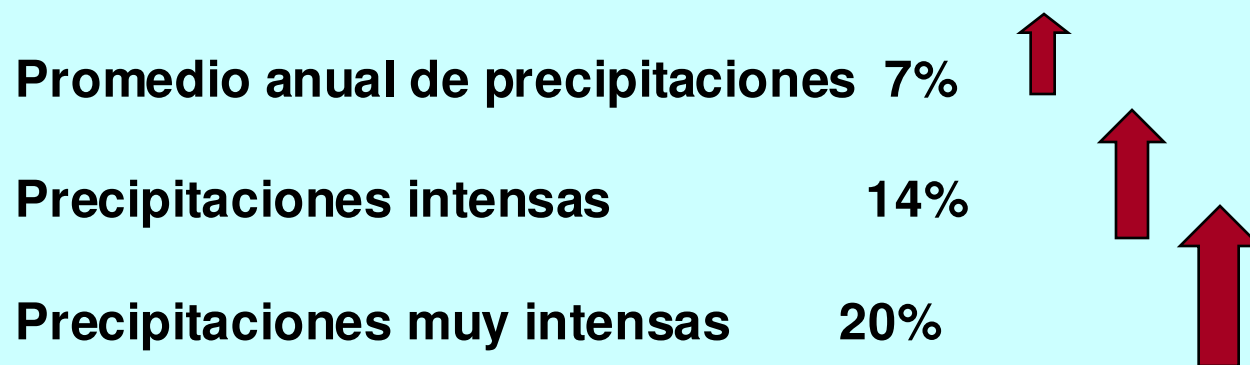 Promedio anual de precipitaciones 7%
Precipitaciones intensas 14%
Precipitaciones muy intensas 20%